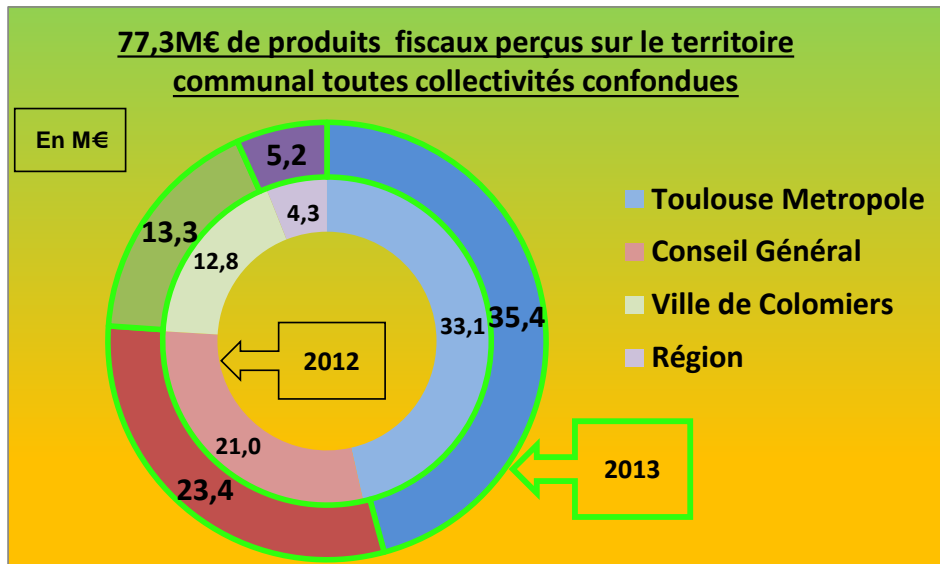 77,3M€ de produits fiscaux perçus sur le territoire
communal toutes collectivités confondues
En M€
5,2
4,3
13,3
12,8
33,1
35,4
2012
21,0
23,4
2013
Toulouse Metropole
Conseil Général
Ville de Colomiers
Région